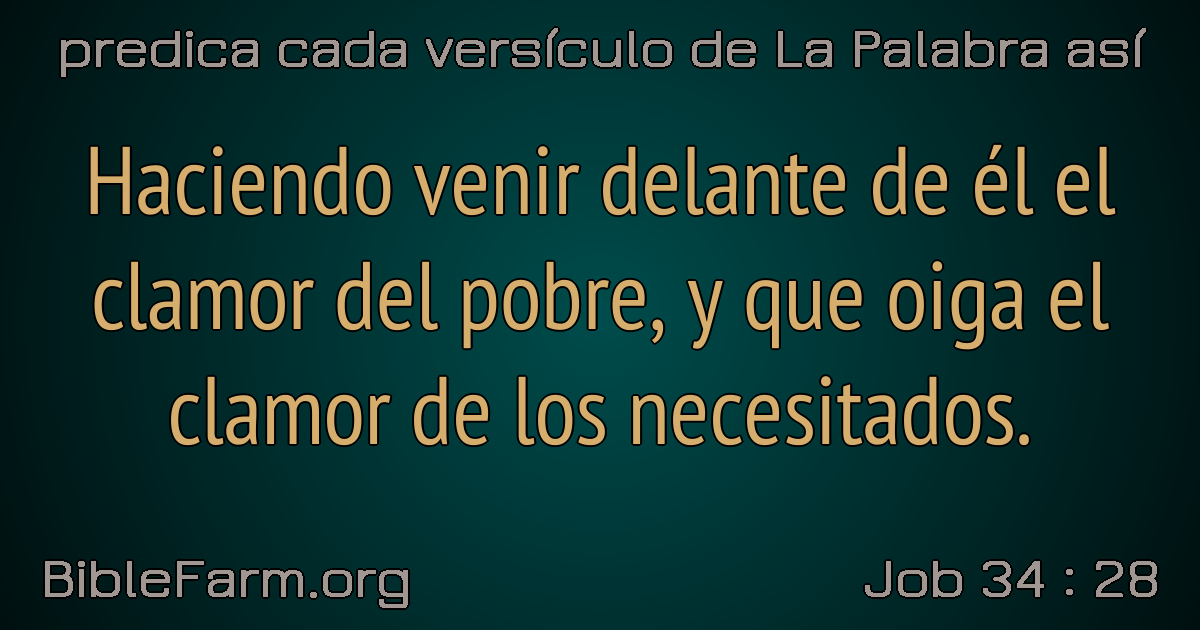 predica cada versículo de La Palabra así
Haciendo venir delante de él el
clamor del pobre, y que oiga el
clamor de los necesitados.
BibleFarm.org
Job 34 : 28